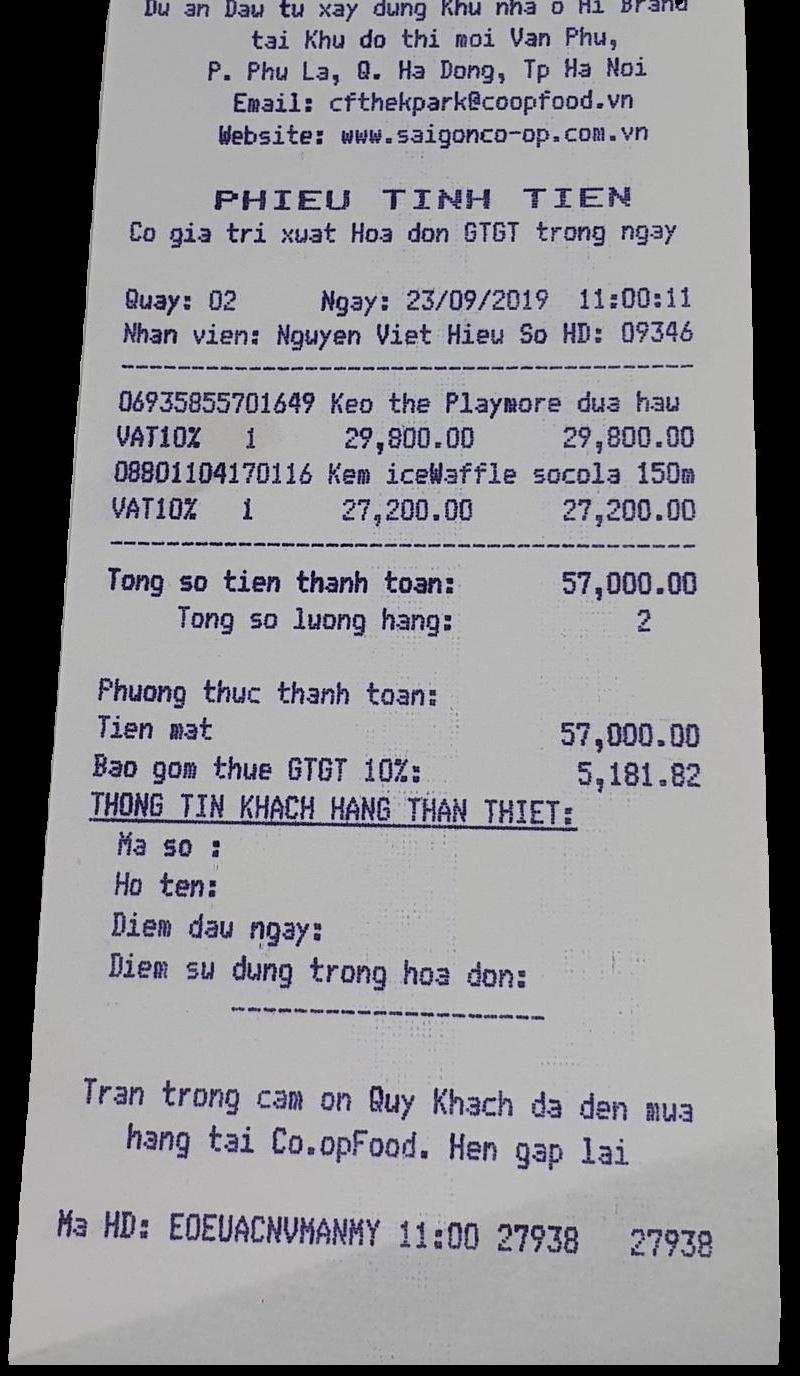 Du an Dau tu xay dung Khu nha o Hi Brand
tai Khu do thi moi Van Phu,
P. Phu La, Q. Ha Dong, Tp Ha Noi
Email: cfthekpark@coopfood.vn
Website: www.saigonco-op.com.vn
PHIEU TINH TIEN
Co gia tri xuat Hoa don GTGT trong ngay
Quay: 02 Ngay: 23/09/2019 11:00:11
Nhan vien: Nguyen Viet Hieu So HD: 09346
06935855701649 Keo the Playmore dua hau
VAT10% 1 29,800.00 29,800.00
08801104170116 Kem iceWaffle socola 150m
VAT10% 1 27,200.00 27,200.00
Tong so tien thanh toan: 57,000.00
Tong so luong hang: 2
Phuong thuc thanh toan:
Tien mat 57,000.00
Bao gom thue GTGT 10%: 5,181.82
THONG TIN KHACH HANG THAN THIET:
Ma so :
Ho ten:
Diem dau ngay:
Diem su dung trong hoa don:
Tran trong cam on Quy Khach da den mua
hang tai Co.opFood. Hen gap lai
Ma HD: EOEUACNVMANMY 11:00 27938 27938